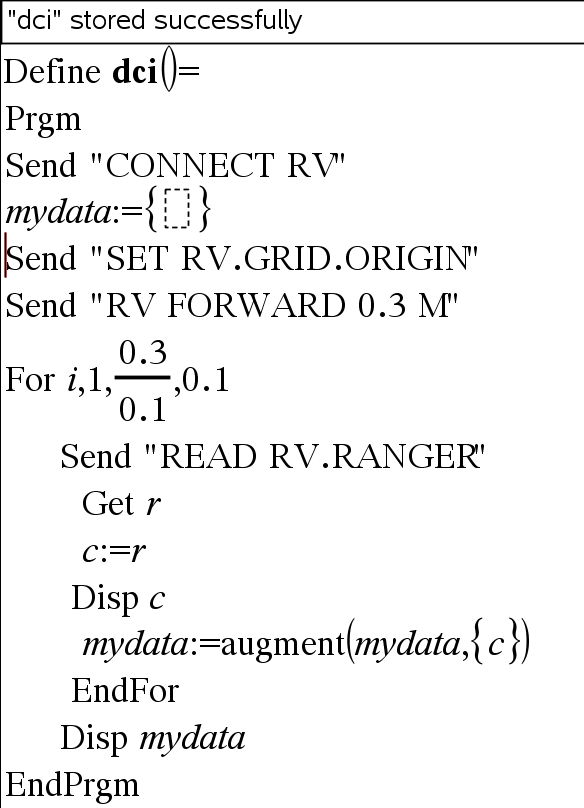 "dci" stored successfully
Define dci()=
Prgm
Send "CONNECT RV"
mydata:={⬚}
Send "SET RV.GRID.ORIGIN"
Send "RV FORWARD 0.3 M"
For i,1,0.3/0.1,0.1
Send "READ RV.RANGER"
Get r
c:=r
Disp c
mydata:=augment(mydata,{c})
EndFor
Disp mydata
EndPrgm